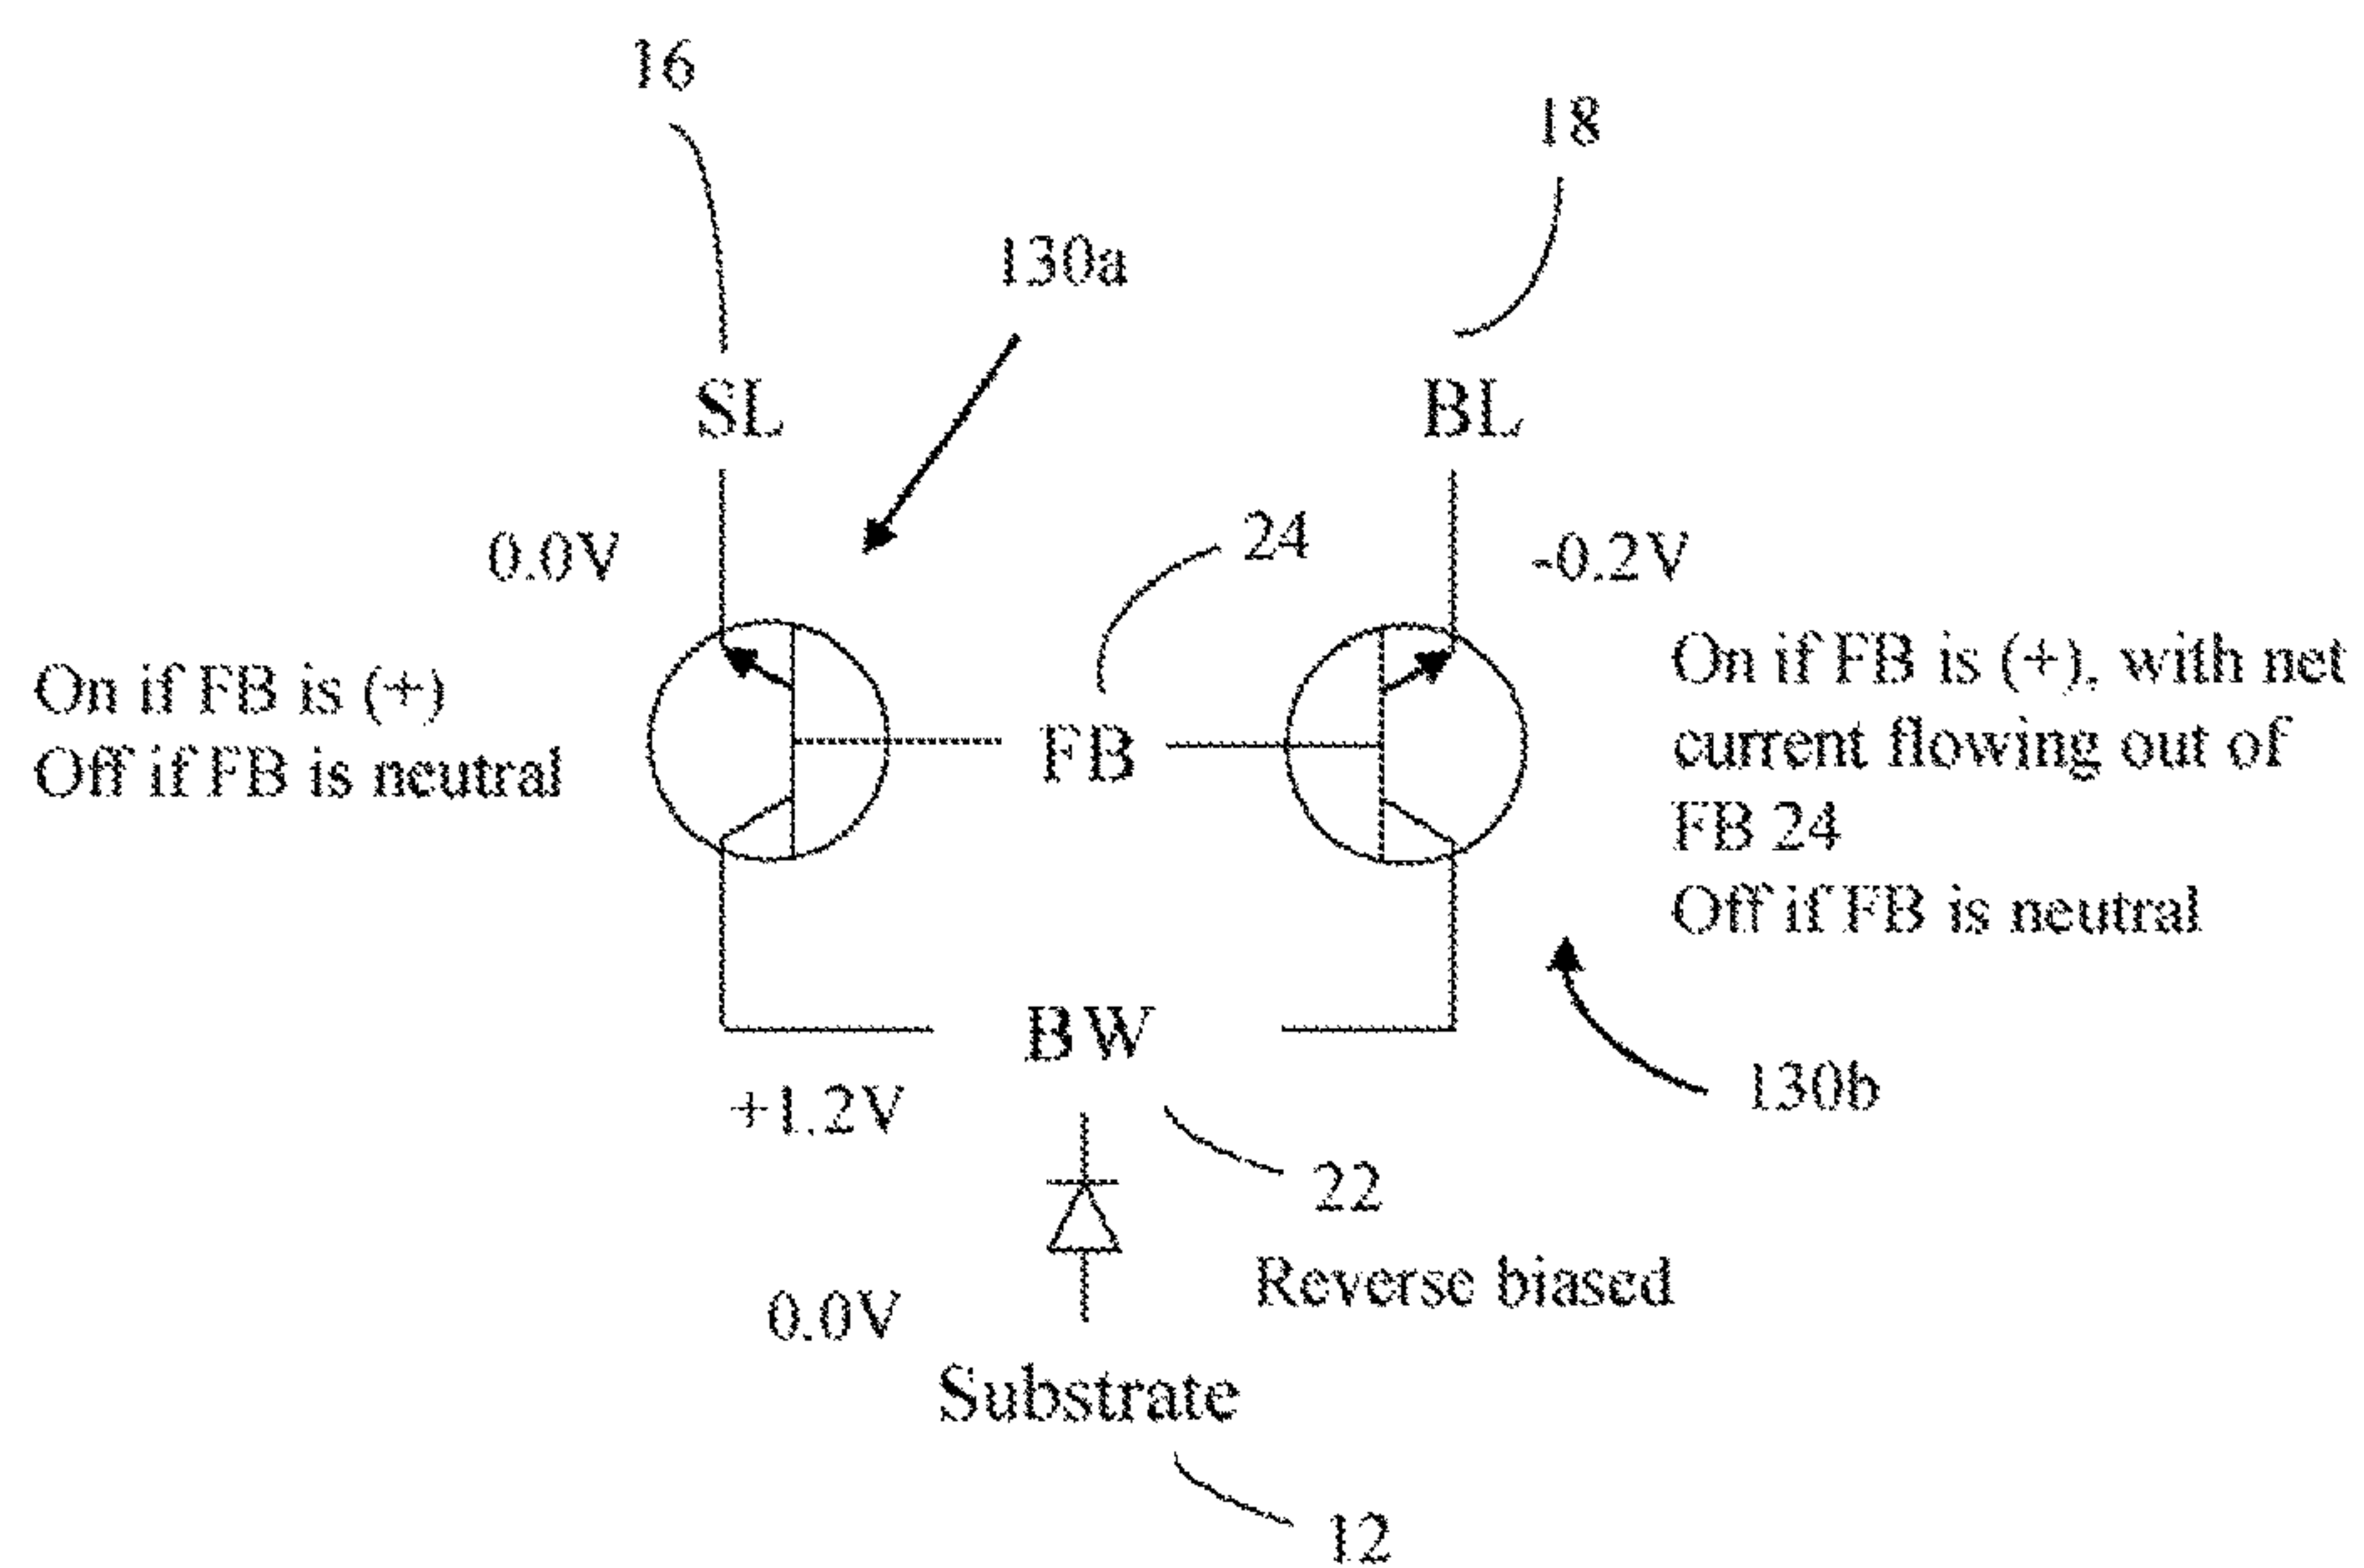 16
18
130a
SL
BL
24
0.0V
-0.2V
On if FB is (+)
Off if FB is neutral
FB
On if FB is (+), with net
current flowing out of
FB 24
Off if FB is neutral
BW
+1.2V
130b
22
Reverse biased
0.0V
Substrate
12